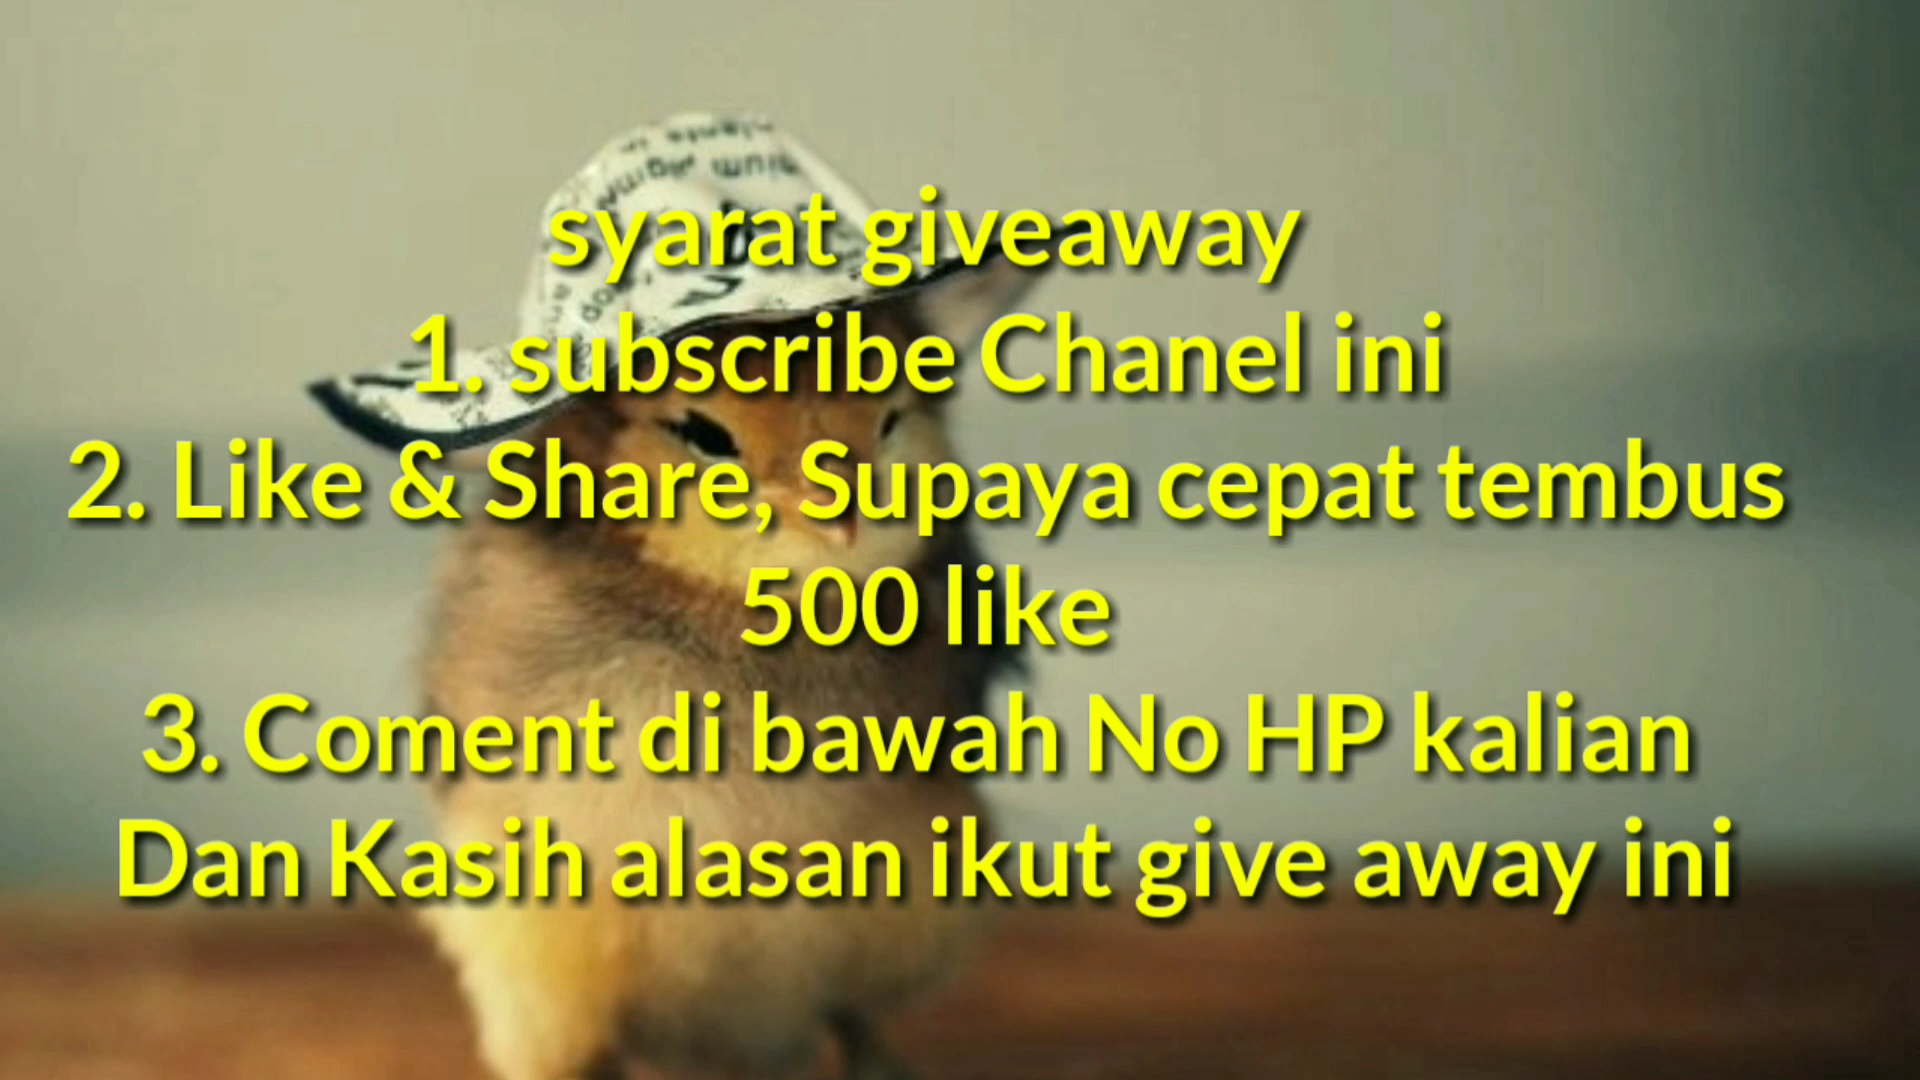 syarat giveaway
1. subscribe Chanel ini
2. Like & Share, Supaya cepat tembus
500 like
3. Coment di bawah No HP kalian
Dan Kasih alasan ikut give away ini